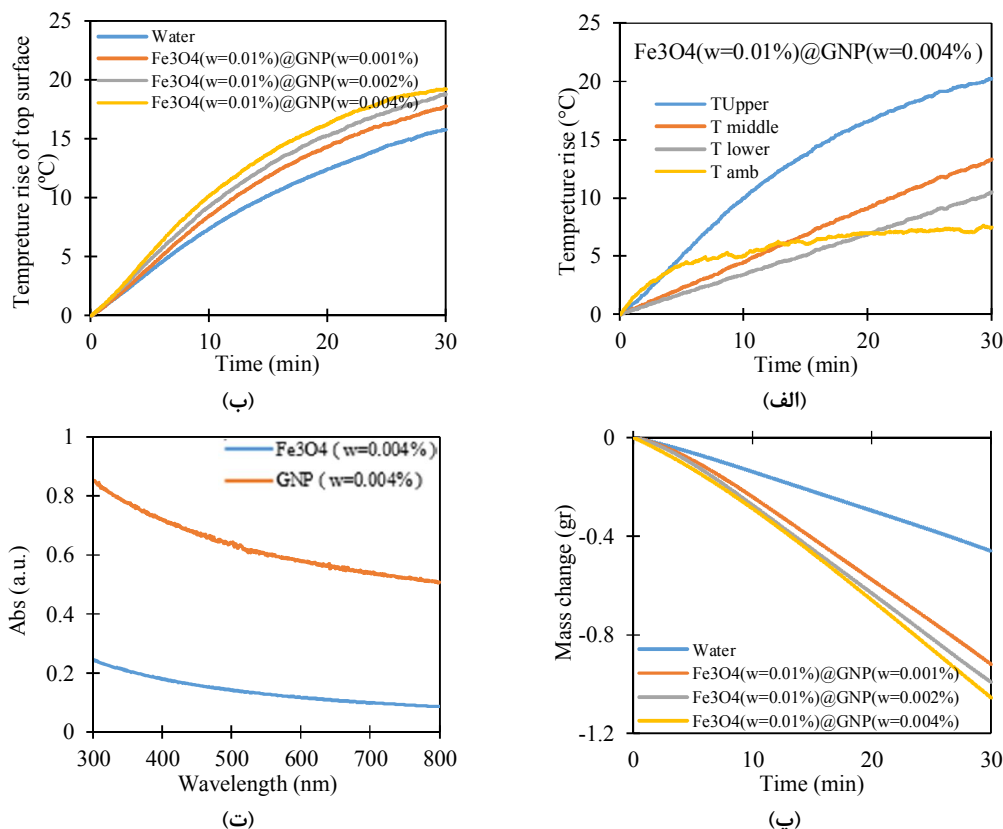 25
20
15
10
5
0
Tempreture rise of top surface
(°C)
Water
Fe3O4(w=0.01%)@GNP(w=0.001%)
Fe3O4(w=0.01%)@GNP(w=0.002%)
Fe3O4(w=0.01%)@GNP(w=0.004%)
0 10 20 30
Time (min)
(ب)
25
20
15
10
5
0
Tempreture rise (°C)
Fe3O4(w=0.01%)@GNP(w=0.004%)
TUpper
T middle
T lower
T amb
0 10 20 30
Time (min)
(الف)
1
0.8
0.6
0.4
0.2
0
Abs (a.u.)
Fe3O4 ( w=0.004%)
GNP ( w=0.004%)
300 400 500 600 700 800
Wavelength (nm)
(ت)
0
-0.4
-0.8
-1.2
Mass change (gr)
Water
Fe3O4(w=0.01%)@GNP(w=0.001%)
Fe3O4(w=0.01%)@GNP(w=0.002%)
Fe3O4(w=0.01%)@GNP(w=0.004%)
0 10 20 30
Time (min)
(پ)